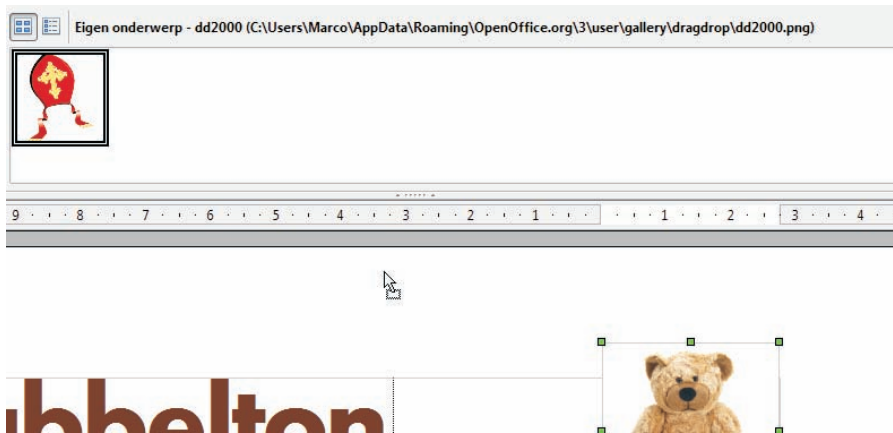 Eigen onderwerp - dd2000 (C:\Users\Marco\AppData\Roaming\OpenOffice.org\3\user\gallery\dragdrop\dd2000.png)
9 8 7 6 5 4 3 2 1 1 2 3 4
bbelton